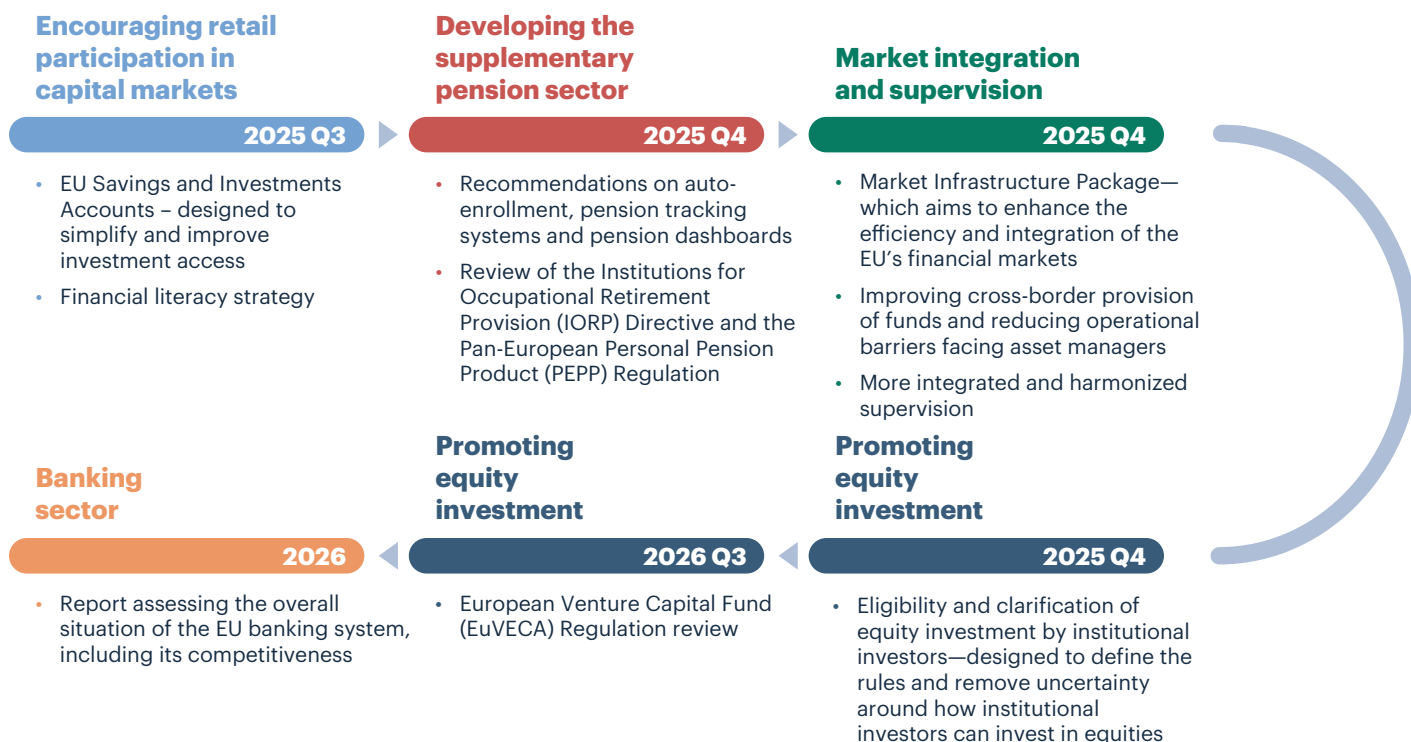 Encouraging retail
participation in
capital markets
2025 Q3
• EU Savings and Investments
Accounts – designed to
simplify and improve
investment access
• Financial literacy strategy
Developing the
supplementary
pension sector
2025 Q4
• Recommendations on auto-
enrollment, pension tracking
systems and pension dashboards
• Review of the Institutions for
Occupational Retirement
Provision (IORP) Directive and the
Pan-European Personal Pension
Product (PEPP) Regulation
Market integration
and supervision
2025 Q4
• Market Infrastructure Package—
which aims to enhance the
efficiency and integration of the
EU’s financial markets
• Improving cross-border provision
of funds and reducing operational
barriers facing asset managers
• More integrated and harmonized
supervision
Promoting
equity
investment
2025 Q4
• Eligibility and clarification of
equity investment by institutional
investors—designed to define the
rules and remove uncertainty
around how institutional
investors can invest in equities
Promoting
equity
investment
2026 Q3
• European Venture Capital Fund
(EuVECA) Regulation review
Banking
sector
2026
• Report assessing the overall
situation of the EU banking system,
including its competitiveness